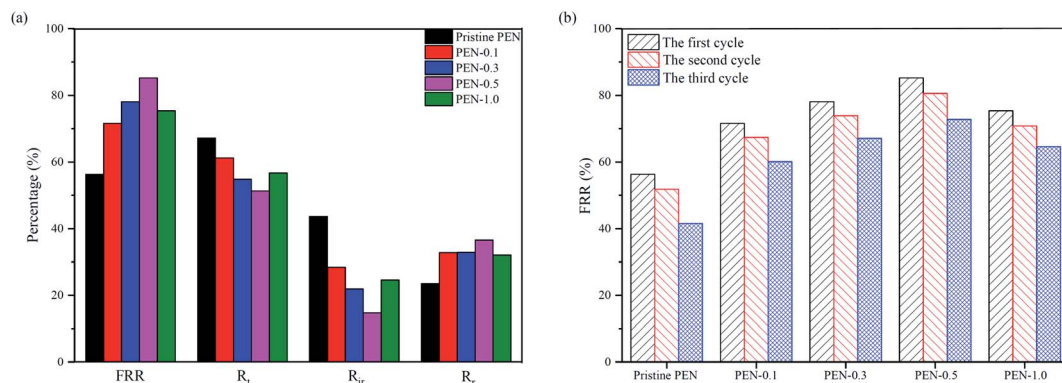 (a)
100
80
60
40
20
0
Percentage (%)
Pristine PEN
PEN-0.1
PEN-0.3
PEN-0.5
PEN-1.0
FRR
Rt
Rir
Rr
(b)
100
80
60
40
20
0
FRR (%)
The first cycle
The second cycle
The third cycle
Pristine PEN
PEN-0.1
PEN-0.3
PEN-0.5
PEN-1.0